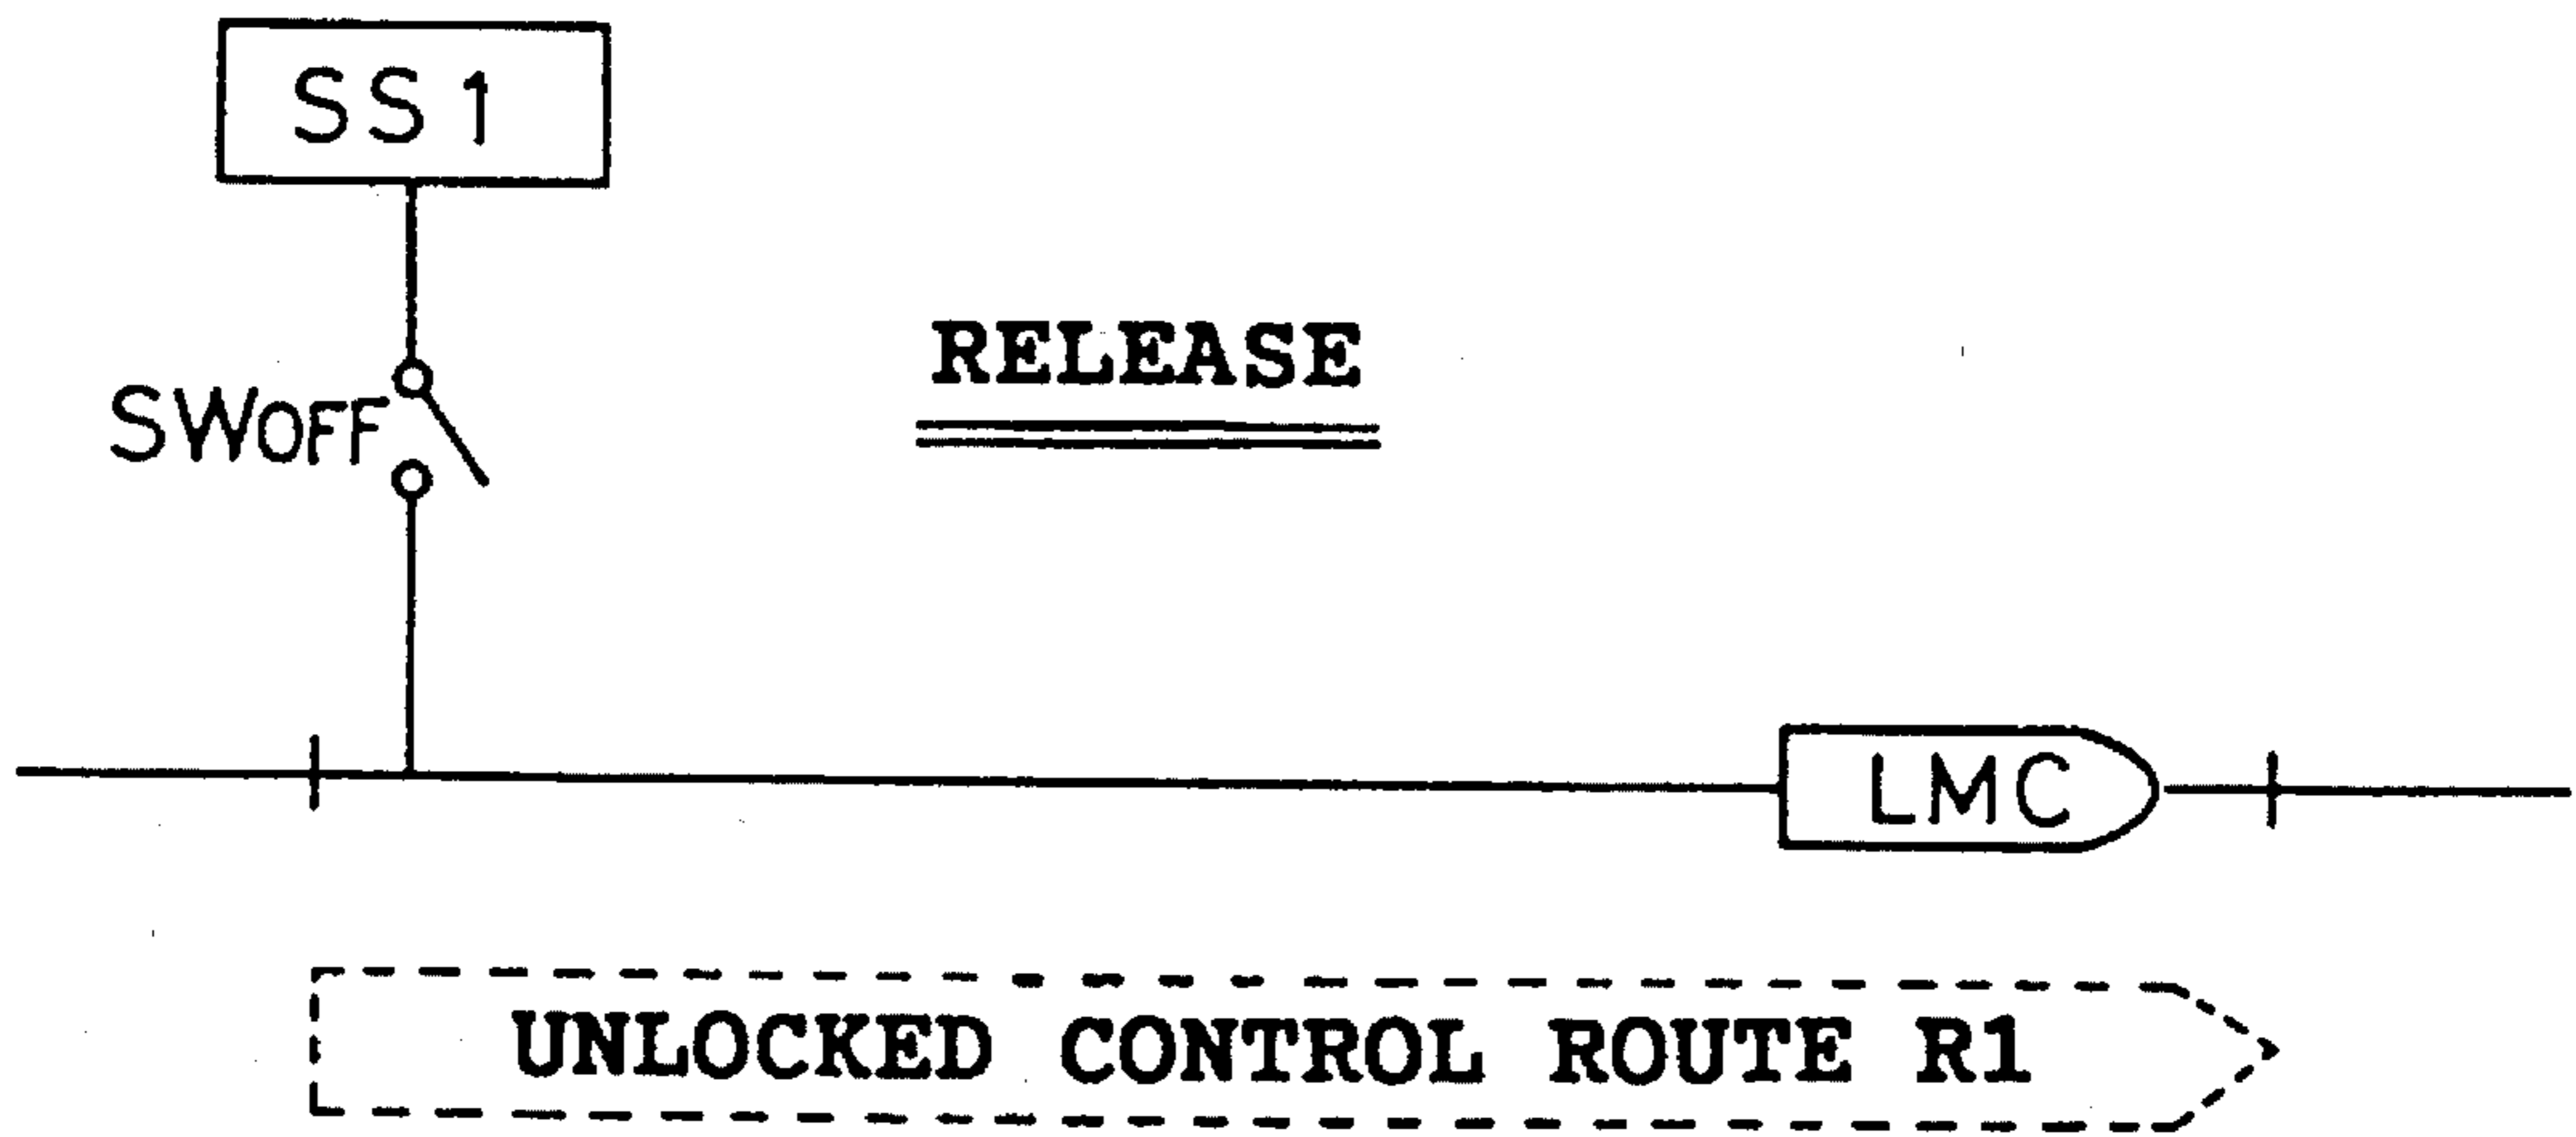 SS1
RELEASE
SWOFF
LMC
UNLOCKED CONTROL ROUTE R1